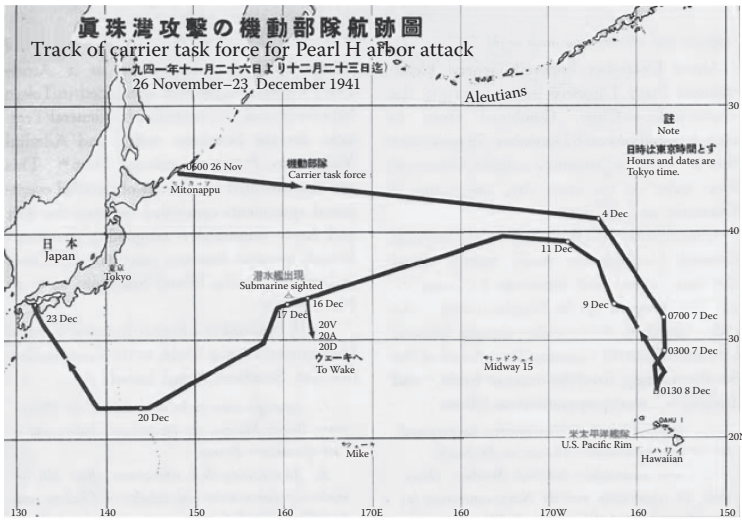 眞珠灣攻擊の機動部隊航跡圖
Track of carrier task force for Pearl H arbor attack
(一九四一年十一月二十六日より十二月二十三日迄)
26 November–23 December 1941
Aleutians
30
註
Note
日時は東京時間とす
Hours and dates are
Tokyo time.
0600 26 Nov
Mitonappu
機動部隊
Carrier task force
4 Dec
40
11 Dec
日本
Japan
東京
Tokyo
潜水艦出現
Submarine sighted
16 Dec
17 Dec
9 Dec
0700 7 Dec
23 Dec
20V
20A
20D
30
0300 7 Dec
ウェーキへ
To Wake
ミッドウェイ
Midway 15
0130 8 Dec
20 Dec
OAHU I
米太平洋艦隊
U.S. Pacific Rim
ハワイ
Hawaiian
20N
Mike
130
140
150
160
170E
160
170W
160
150